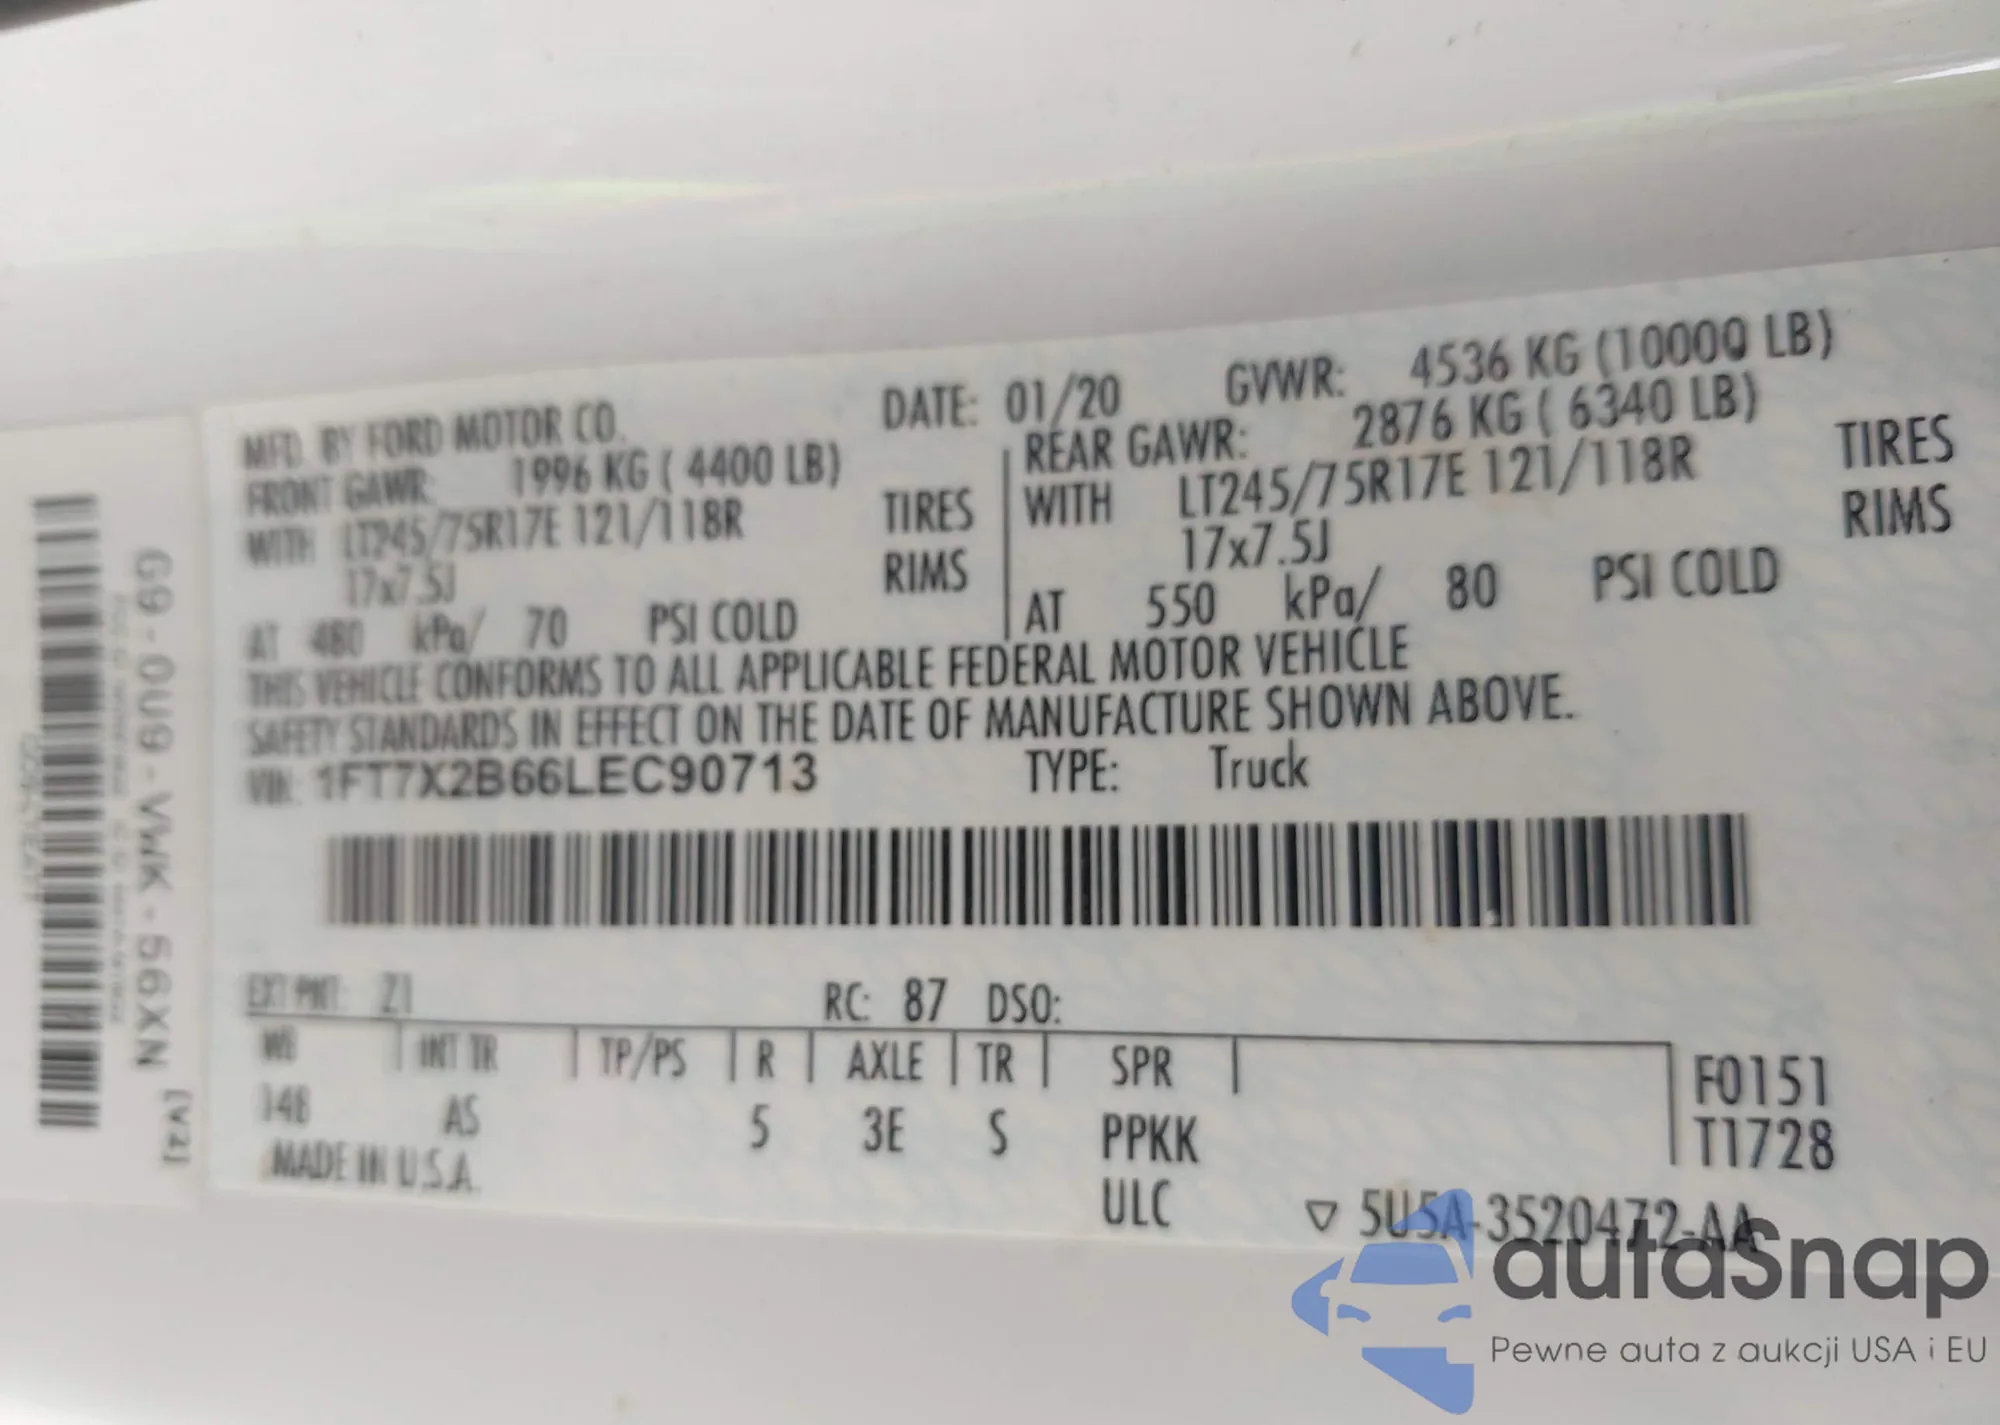 MFD. BY FORD MOTOR CO. DATE: 01/20 GVWR: 4536 KG (10000 LB)
FRONT GAWR: 1996 KG ( 4400 LB) REAR GAWR: 2876 KG ( 6340 LB)
WITH LT245/75R17E 121/118R TIRES WITH LT245/75R17E 121/118R TIRES
17x7.5J RIMS 17x7.5J RIMS
AT 480 kPa/ 70 PSI COLD AT 550 kPa/ 80 PSI COLD
THIS VEHICLE CONFORMS TO ALL APPLICABLE FEDERAL MOTOR VEHICLE
SAFETY STANDARDS IN EFFECT ON THE DATE OF MANUFACTURE SHOWN ABOVE.
VIN: 1FT7X2B66LEC90713 TYPE: Truck
EXT PNT: Z1 RC: 87 DSO:
WB INT TR TP/PS R AXLE TR SPR F0151
148 AS 5 3E S PPKK T1728
MADE IN U.S.A. ULC ▽ 5U5A-3520472-AA
G9-0U9-VWK-56XN
[V2]
autaSnap
Pewne auta z aukcji USA i EU